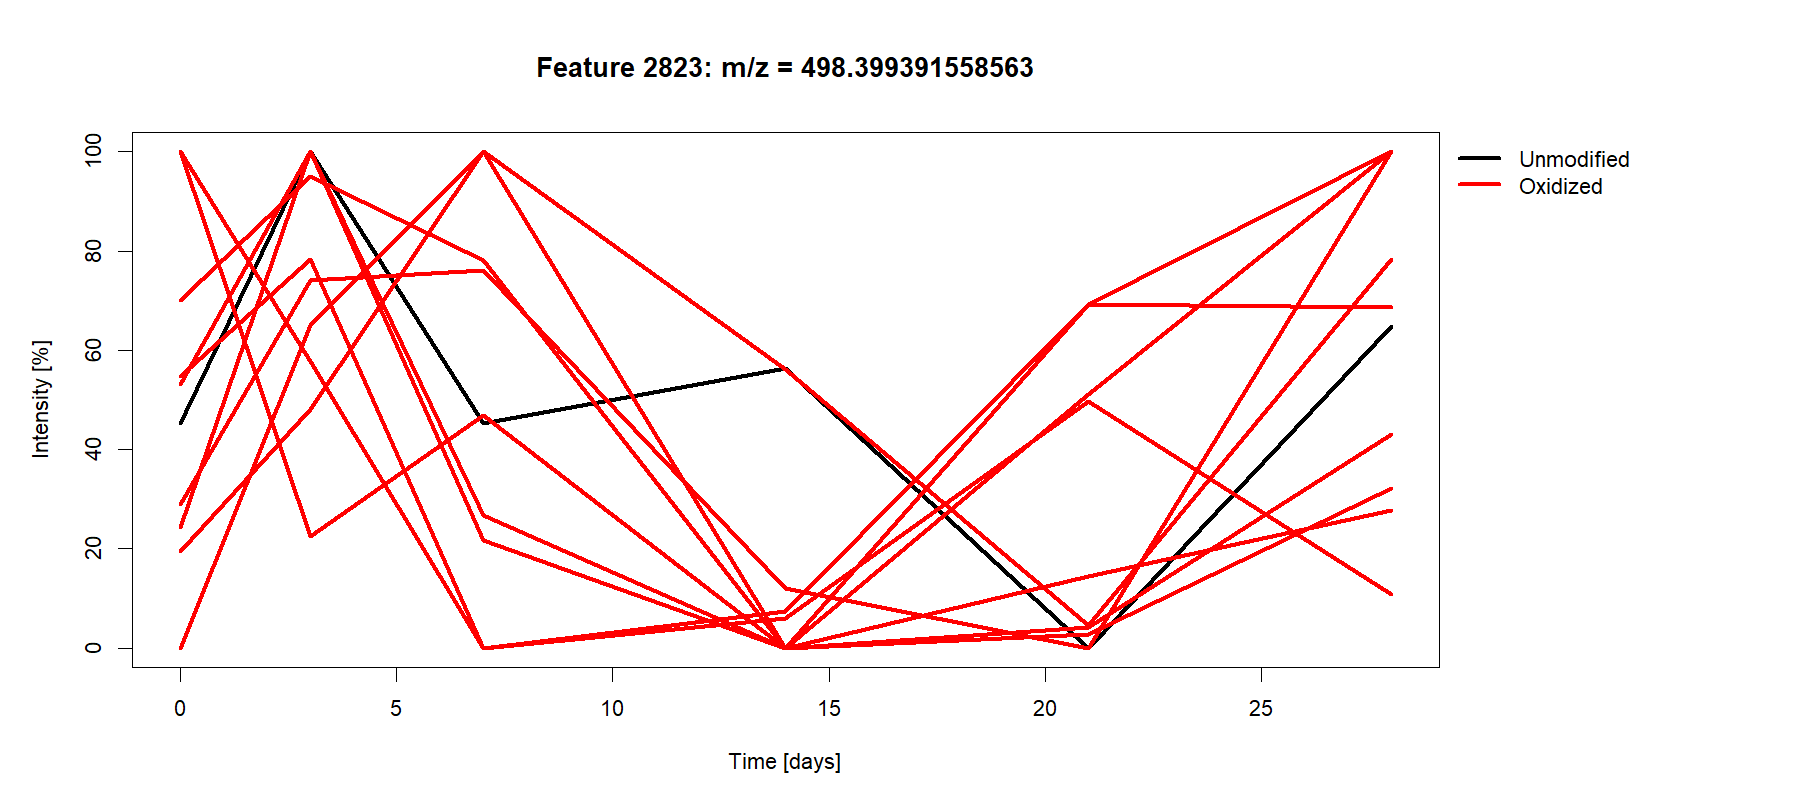 Feature 2823: m/z = 498.399391558563
Unmodified
Oxidized
Intensity [%]
100
80
60
40
20
0
0 5 10 15 20 25
Time [days]